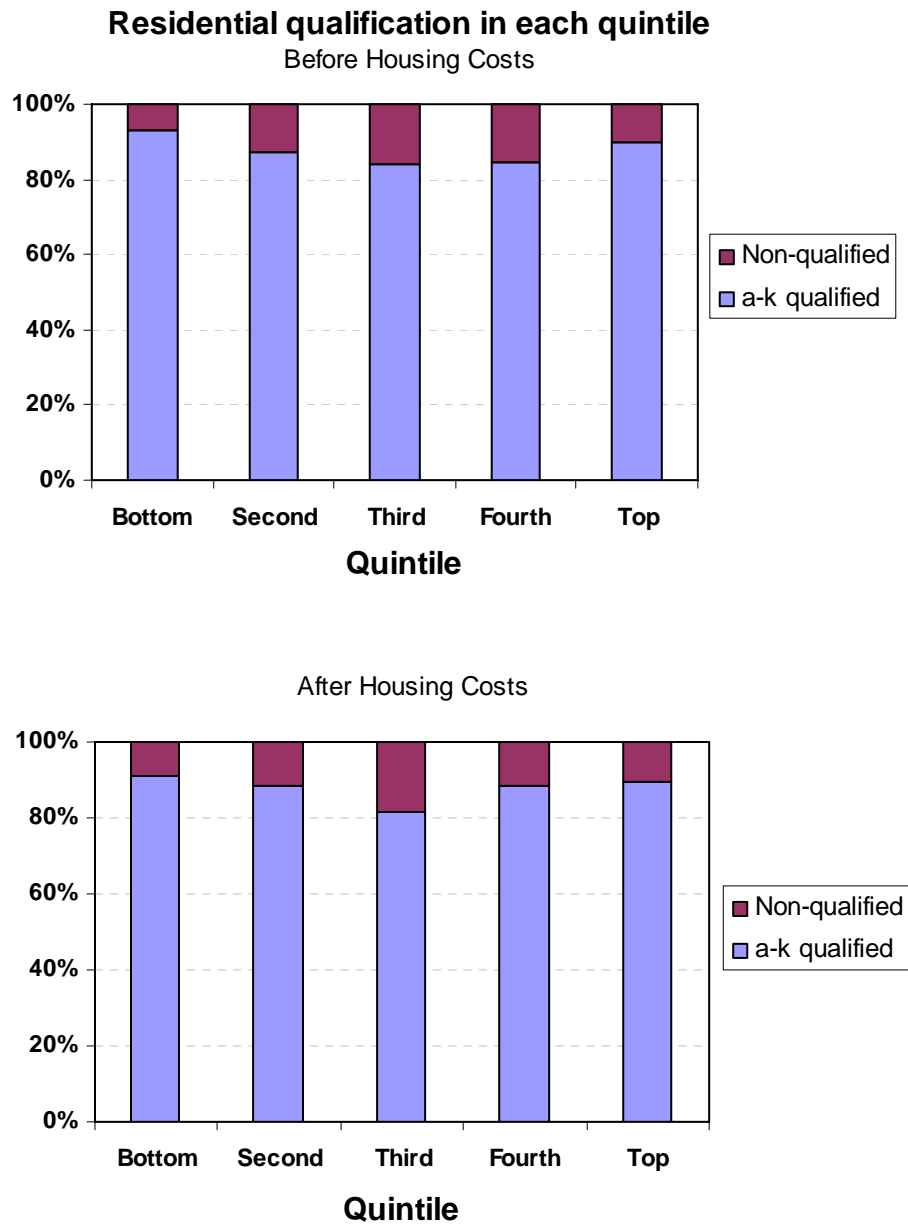 Residential qualification in each quintile
Before Housing Costs
100%
80%
60%
40%
20%
0%
Bottom Second Third Fourth Top
Quintile
Non-qualified
a-k qualified
After Housing Costs
100%
80%
60%
40%
20%
0%
Bottom Second Third Fourth Top
Quintile
Non-qualified
a-k qualified